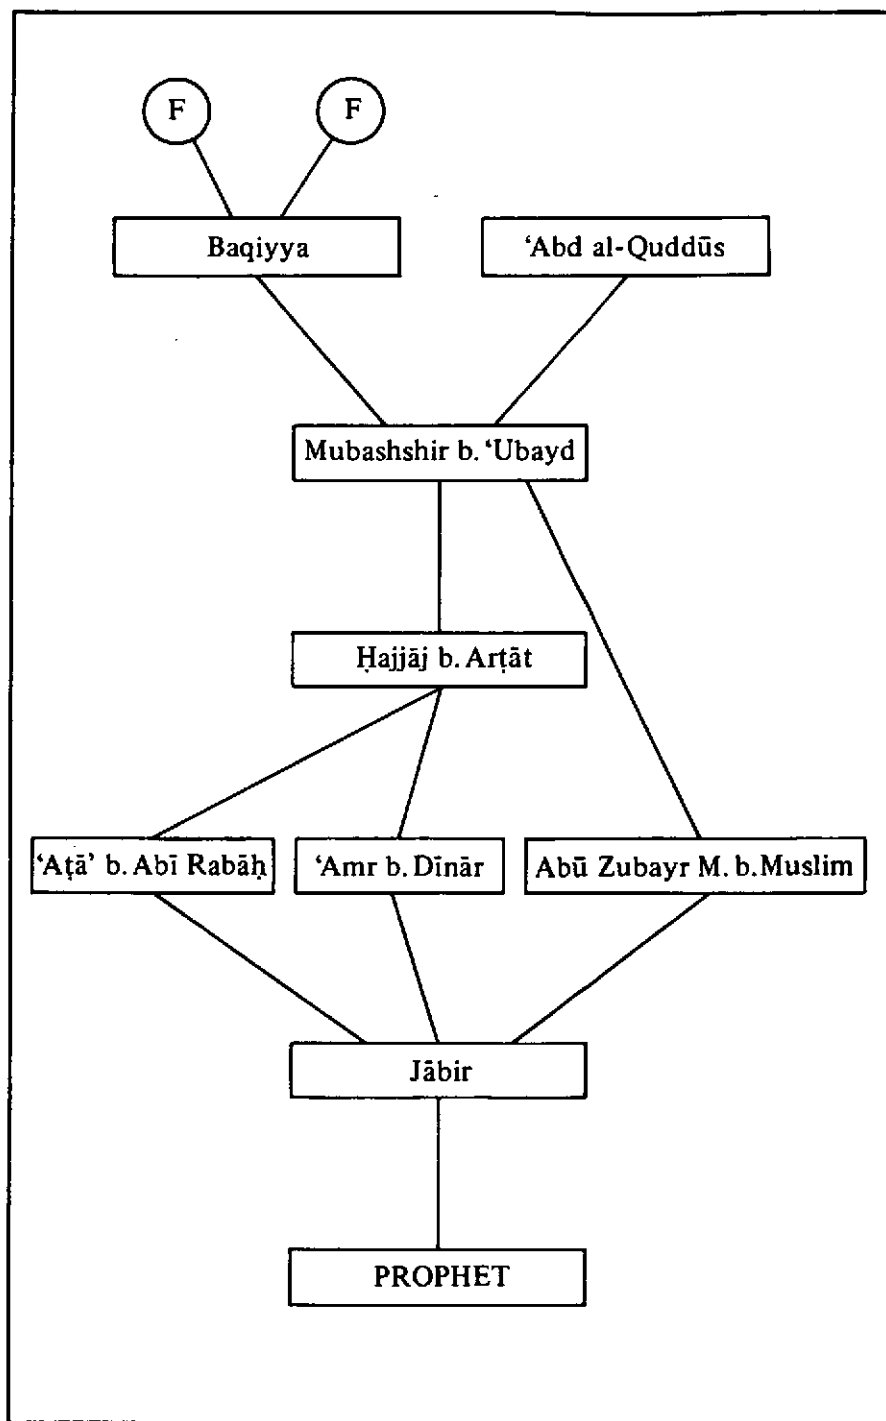 F
F
Baqiyya
‘Abd al-Quddūs
Mubashshir b. ‘Ubayd
Ḥajjāj b. Arṭāt
‘Aṭā’ b. Abī Rabāḥ
‘Amr b. Dīnār
Abū Zubayr M. b. Muslim
Jābir
PROPHET